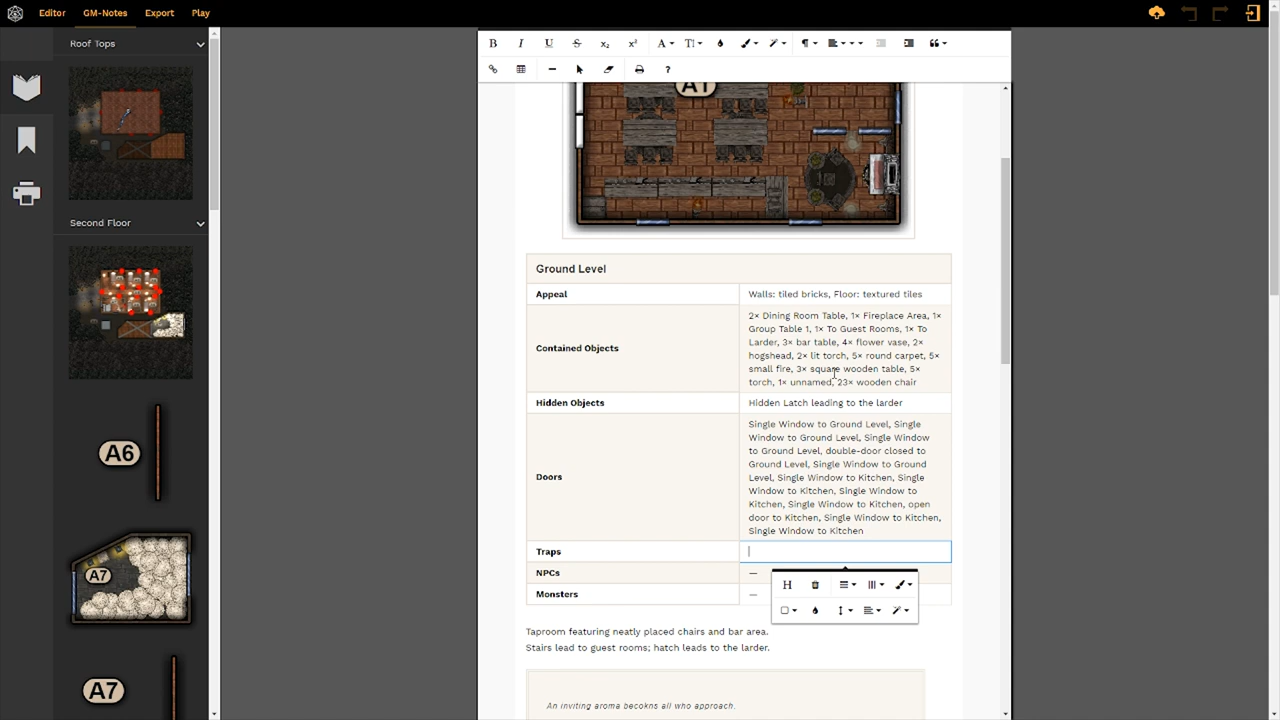 Editor GM-Notes Export Play
Roof Tops
Second Floor
A6
A7
A7
B I U S x₂ x² A T ¶ “ ?
A1
Ground Level
Appeal Walls: tiled bricks, Floor: textured tiles
Contained Objects
2× Dining Room Table, 1× Fireplace Area, 1×
Group Table 1, 1× To Guest Rooms, 1× To
Larder, 3× bar table, 4× flower vase, 2×
hogshead, 2× lit torch, 5× round carpet, 5×
small fire, 3× square wooden table, 5×
torch, 1× unnamed, 23× wooden chair
Hidden Objects Hidden Latch leading to the larder
Doors
Single Window to Ground Level, Single
Window to Ground Level, Single Window
to Ground Level, double-door closed to
Ground Level, Single Window to Ground
Level, Single Window to Kitchen, Single
Window to Kitchen, Single Window to
Kitchen, Single Window to Kitchen, open
door to Kitchen, Single Window to Kitchen,
Single Window to Kitchen
Traps
NPCs —
Monsters —
H
Taproom featuring neatly placed chairs and bar area.
Stairs lead to guest rooms; hatch leads to the larder.
An inviting aroma becokns all who approach.